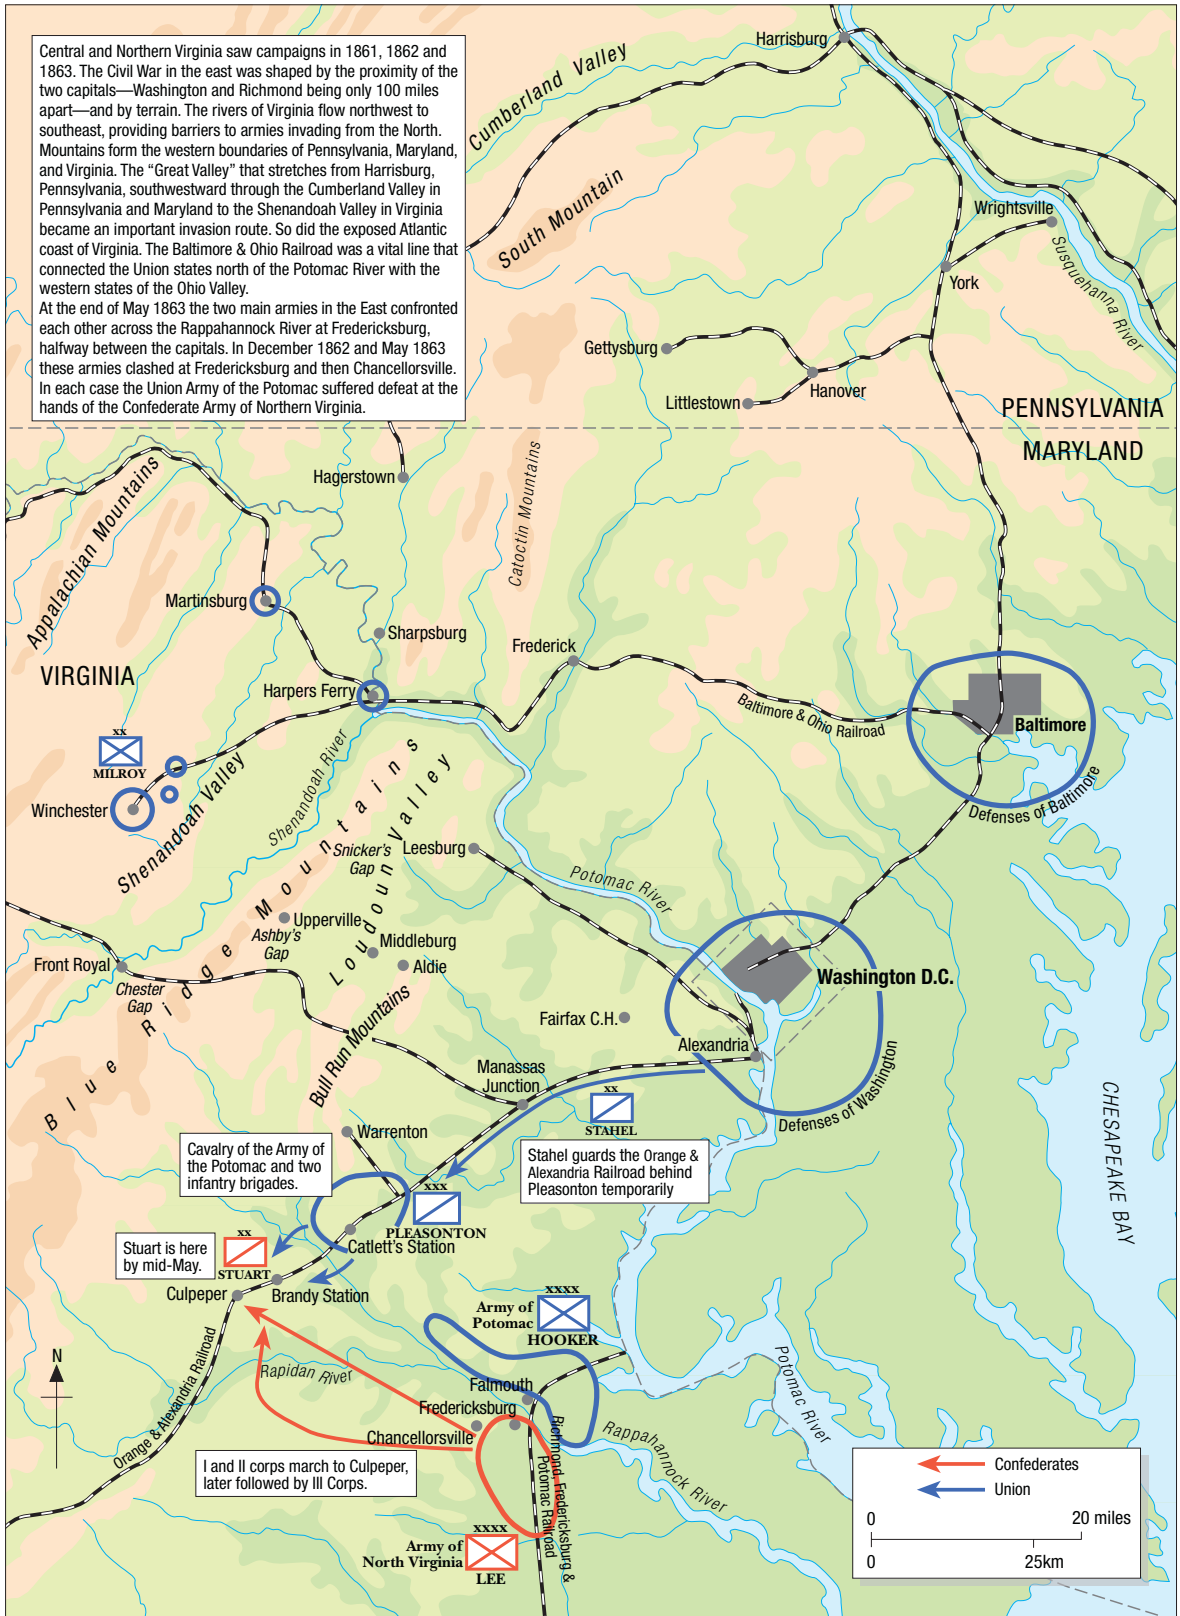 Central and Northern Virginia saw campaigns in 1861, 1862 and
1863. The Civil War in the east was shaped by the proximity of the
two capitals—Washington and Richmond being only 100 miles
apart—and by terrain. The rivers of Virginia flow northwest to
southeast, providing barriers to armies invading from the North.
Mountains form the western boundaries of Pennsylvania, Maryland,
and Virginia. The “Great Valley” that stretches from Harrisburg,
Pennsylvania, southwestward through the Cumberland Valley in
Pennsylvania and Maryland to the Shenandoah Valley in Virginia
became an important invasion route. So did the exposed Atlantic
coast of Virginia. The Baltimore & Ohio Railroad was a vital line that
connected the Union states north of the Potomac River with the
western states of the Ohio Valley.
At the end of May 1863 the two main armies in the East confronted
each other across the Rappahannock River at Fredericksburg,
halfway between the capitals. In December 1862 and May 1863
these armies clashed at Fredericksburg and then Chancellorsville.
In each case the Union Army of the Potomac suffered defeat at the
hands of the Confederate Army of Northern Virginia.
Harrisburg
Cumberland Valley
South Mountain
Wrightsville
York
Susquehanna River
Gettysburg
Hanover
Littlestown
PENNSYLVANIA
MARYLAND
Hagerstown
Appalachian Mountains
Catoctin Mountains
Martinsburg
Sharpsburg
Frederick
VIRGINIA
Harpers Ferry
Baltimore & Ohio Railroad
Baltimore
Defenses of Baltimore
xx
MILROY
Winchester
Shenandoah Valley
Shenandoah River
Blue Ridge Mountains
Loudoun Valley
Snicker's
Gap
Leesburg
Potomac River
Upperville
Ashby's
Gap
Middleburg
Aldie
Front Royal
Chester
Gap
Washington D.C.
Fairfax C.H.
Alexandria
Defenses of Washington
Bull Run Mountains
Manassas
Junction
xx
STAHEL
Stahel guards the Orange &
Alexandria Railroad behind
Pleasonton temporarily
CHESAPEAKE BAY
Warrenton
Cavalry of the Army of
the Potomac and two
infantry brigades.
xxx
PLEASONTON
Catlett's Station
Stuart is here
by mid-May.
xx
STUART
Culpeper
Brandy Station
xxxx
Army of
Potomac
HOOKER
N
Orange & Alexandria Railroad
Rapidan River
Potomac River
Falmouth
Fredericksburg
Chancellorsville
Richmond, Fredericksburg &
Potomac Railroad
Rappahannock River
I and II corps march to Culpeper,
later followed by III Corps.
xxxx
Army of
North Virginia
LEE
Confederates
Union
0
20 miles
0
25km